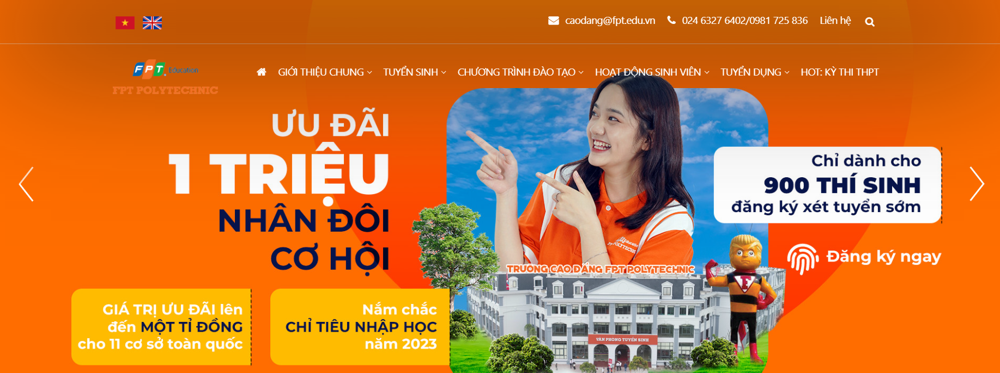 caodang@fpt.edu.vn
024 6327 6402/0981 725 836
Liên hệ
FPT Education
FPT POLYTECHNIC
GIỚI THIỆU CHUNG
TUYỂN SINH
CHƯƠNG TRÌNH ĐÀO TẠO
HOẠT ĐỘNG SINH VIÊN
TUYỂN DỤNG
HOT: KỲ THI THPT
ƯU ĐÃI
1 TRIỆU
NHÂN ĐÔI
CƠ HỘI
GIÁ TRỊ ƯU ĐÃI lên
đến MỘT TỈ ĐỒNG
cho 11 cơ sở toàn quốc
Nắm chắc
CHỈ TIÊU NHẬP HỌC
năm 2023
Education
FPT POLYTECHNIC
TRƯỜNG CAO ĐẲNG FPT POLYTECHNIC
F
VĂN PHÒNG TUYỂN SINH
Chỉ dành cho
900 THÍ SINH
đăng ký xét tuyển sớm
Đăng ký ngay